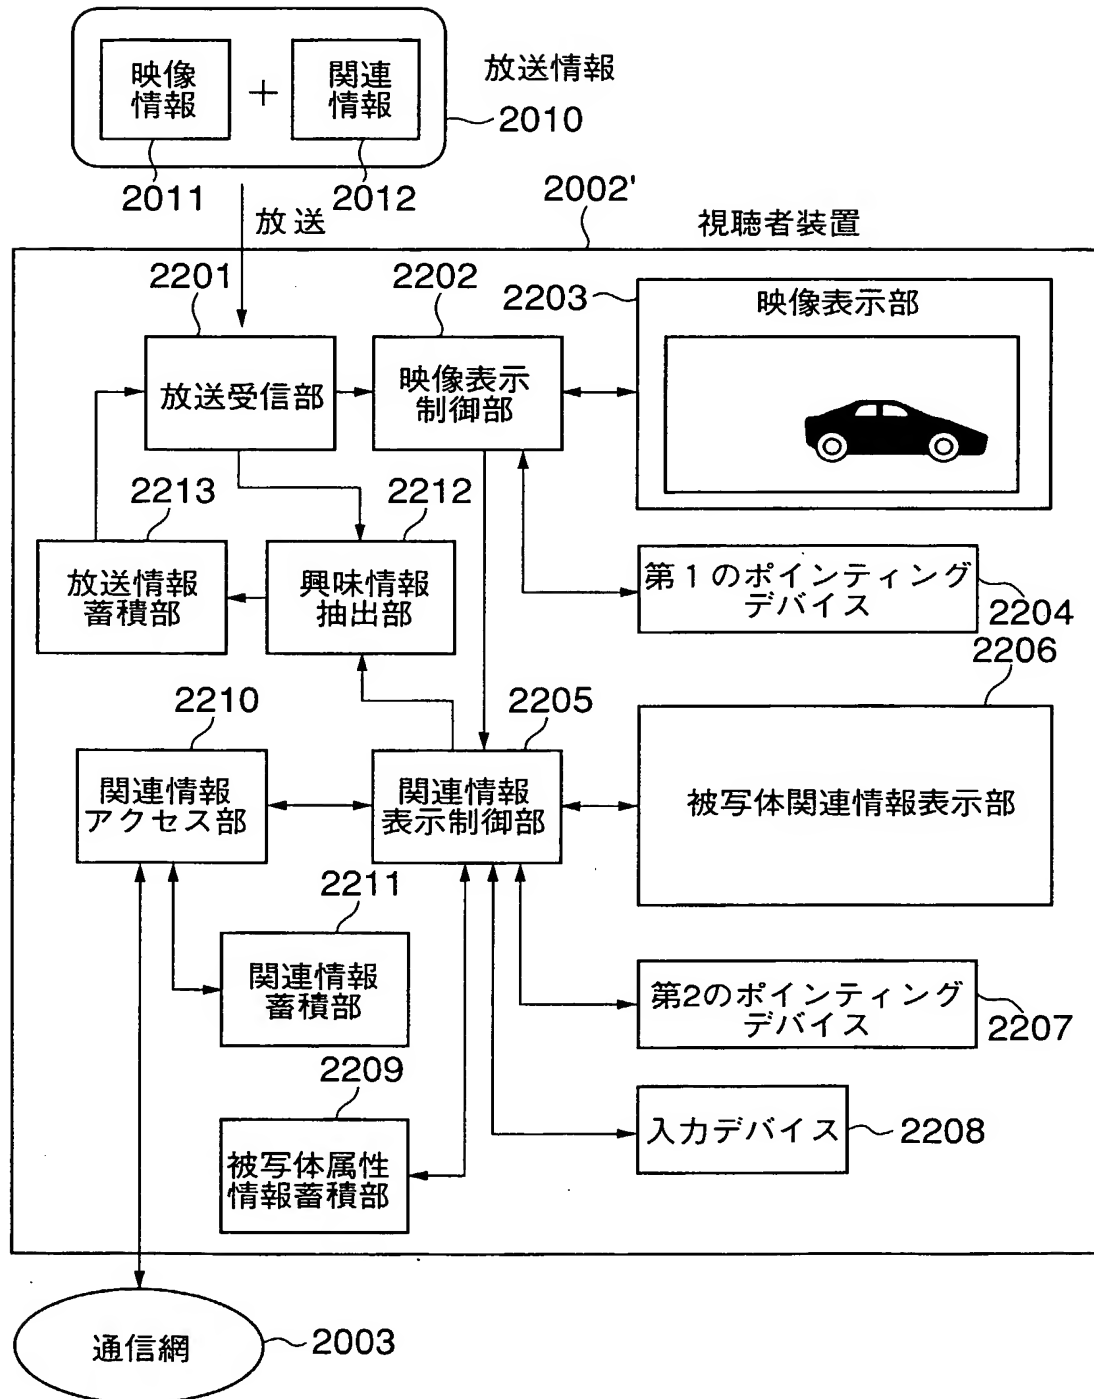 映像
情報
+
関連
情報
放送情報
2010
2011
2012
放送
2002'
視聴者装置
2201
放送受信部
2202
映像表示
制御部
2203
映像表示部
2213
放送情報
蓄積部
2212
興味情報
抽出部
第1のポインティング
デバイス
2204
2206
被写体関連情報表示部
2210
関連情報
アクセス部
2205
関連情報
表示制御部
2211
関連情報
蓄積部
第2のポインティング
デバイス
2207
2209
被写体属性
情報蓄積部
入力デバイス
2208
通信網
2003